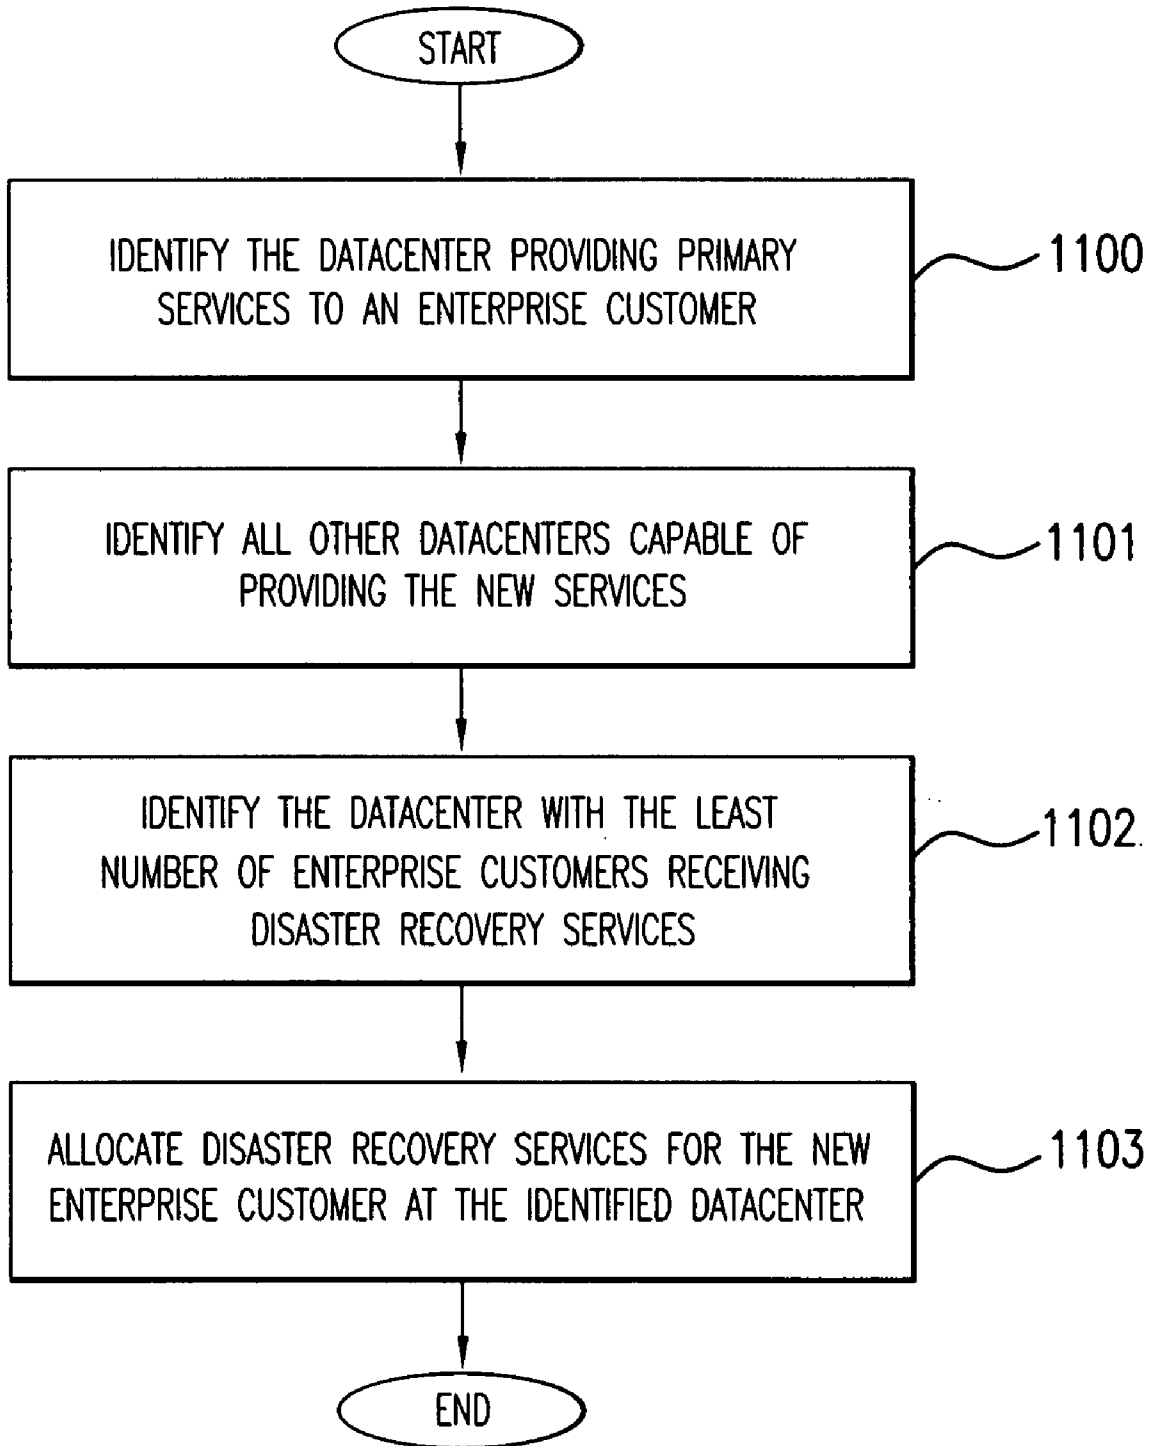 START
IDENTIFY THE DATACENTER PROVIDING PRIMARY
SERVICES TO AN ENTERPRISE CUSTOMER
1100
IDENTIFY ALL OTHER DATACENTERS CAPABLE OF
PROVIDING THE NEW SERVICES
1101
IDENTIFY THE DATACENTER WITH THE LEAST
NUMBER OF ENTERPRISE CUSTOMERS RECEIVING
DISASTER RECOVERY SERVICES
1102
ALLOCATE DISASTER RECOVERY SERVICES FOR THE NEW
ENTERPRISE CUSTOMER AT THE IDENTIFIED DATACENTER
1103
END